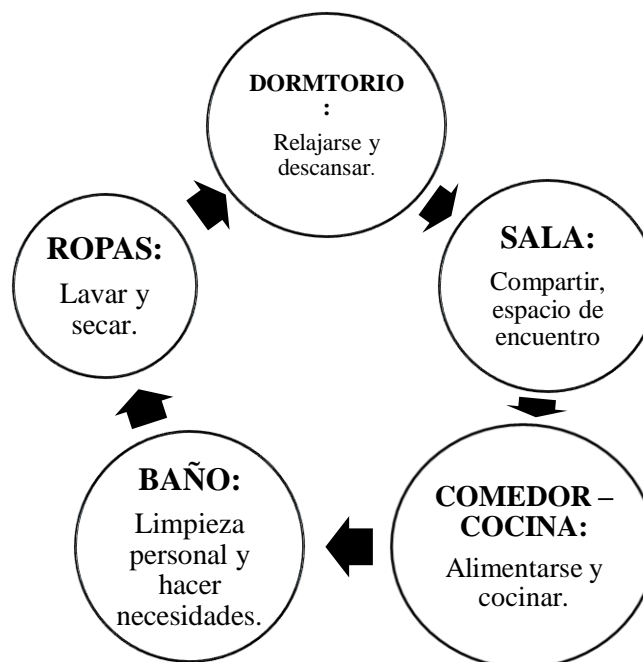 DORMTORIO
:
Relajarse y
descansar.
SALA:
Compartir,
espacio de
encuentro
COMEDOR –
COCINA:
Alimentarse y
cocinar.
BAÑO:
Limpieza
personal y
hacer
necesidades.
ROPAS:
Lavar y
secar.